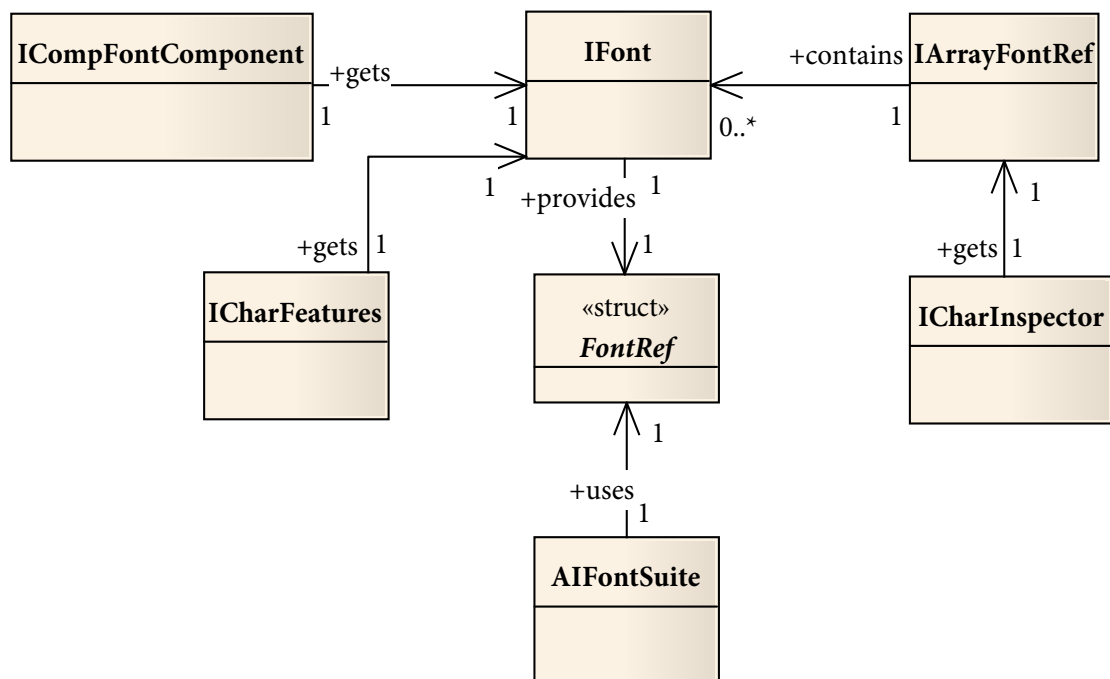 ICompFontComponent
+gets
1
1
IFont
+contains
0..*
1
IArrayFontRef
1
+gets
1
ICharFeatures
+provides
1
1
«struct»
FontRef
1
+gets
1
ICharInspector
1
+uses
1
AIFontSuite